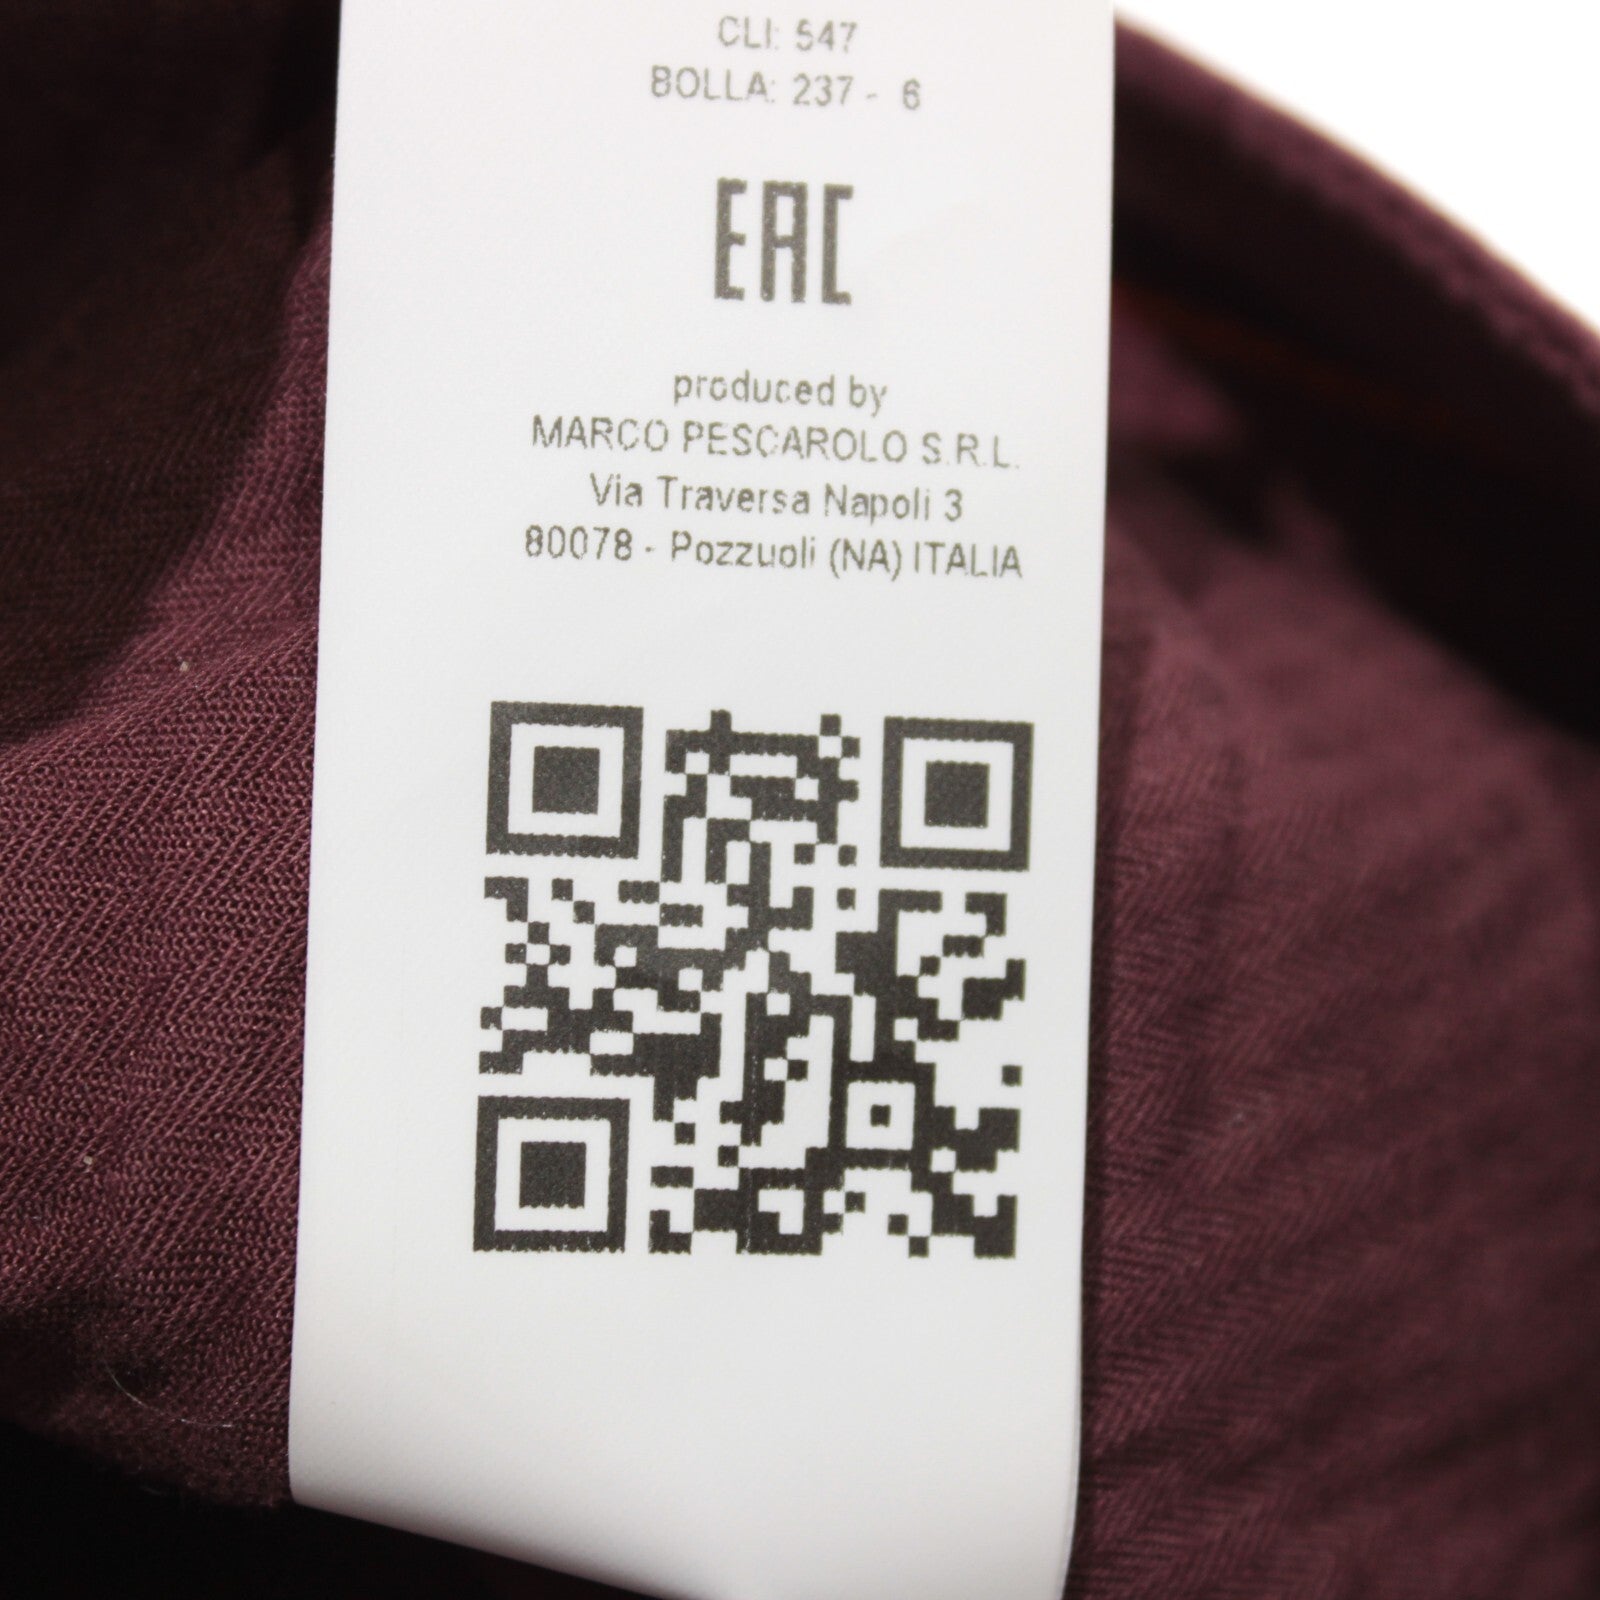 CLI: 547
BOLLA: 237 - 6
EAC
produced by
MARCO PESCAROLO S.R.L.
Via Traversa Napoli 3
80078 - Pozzuoli (NA) ITALIA